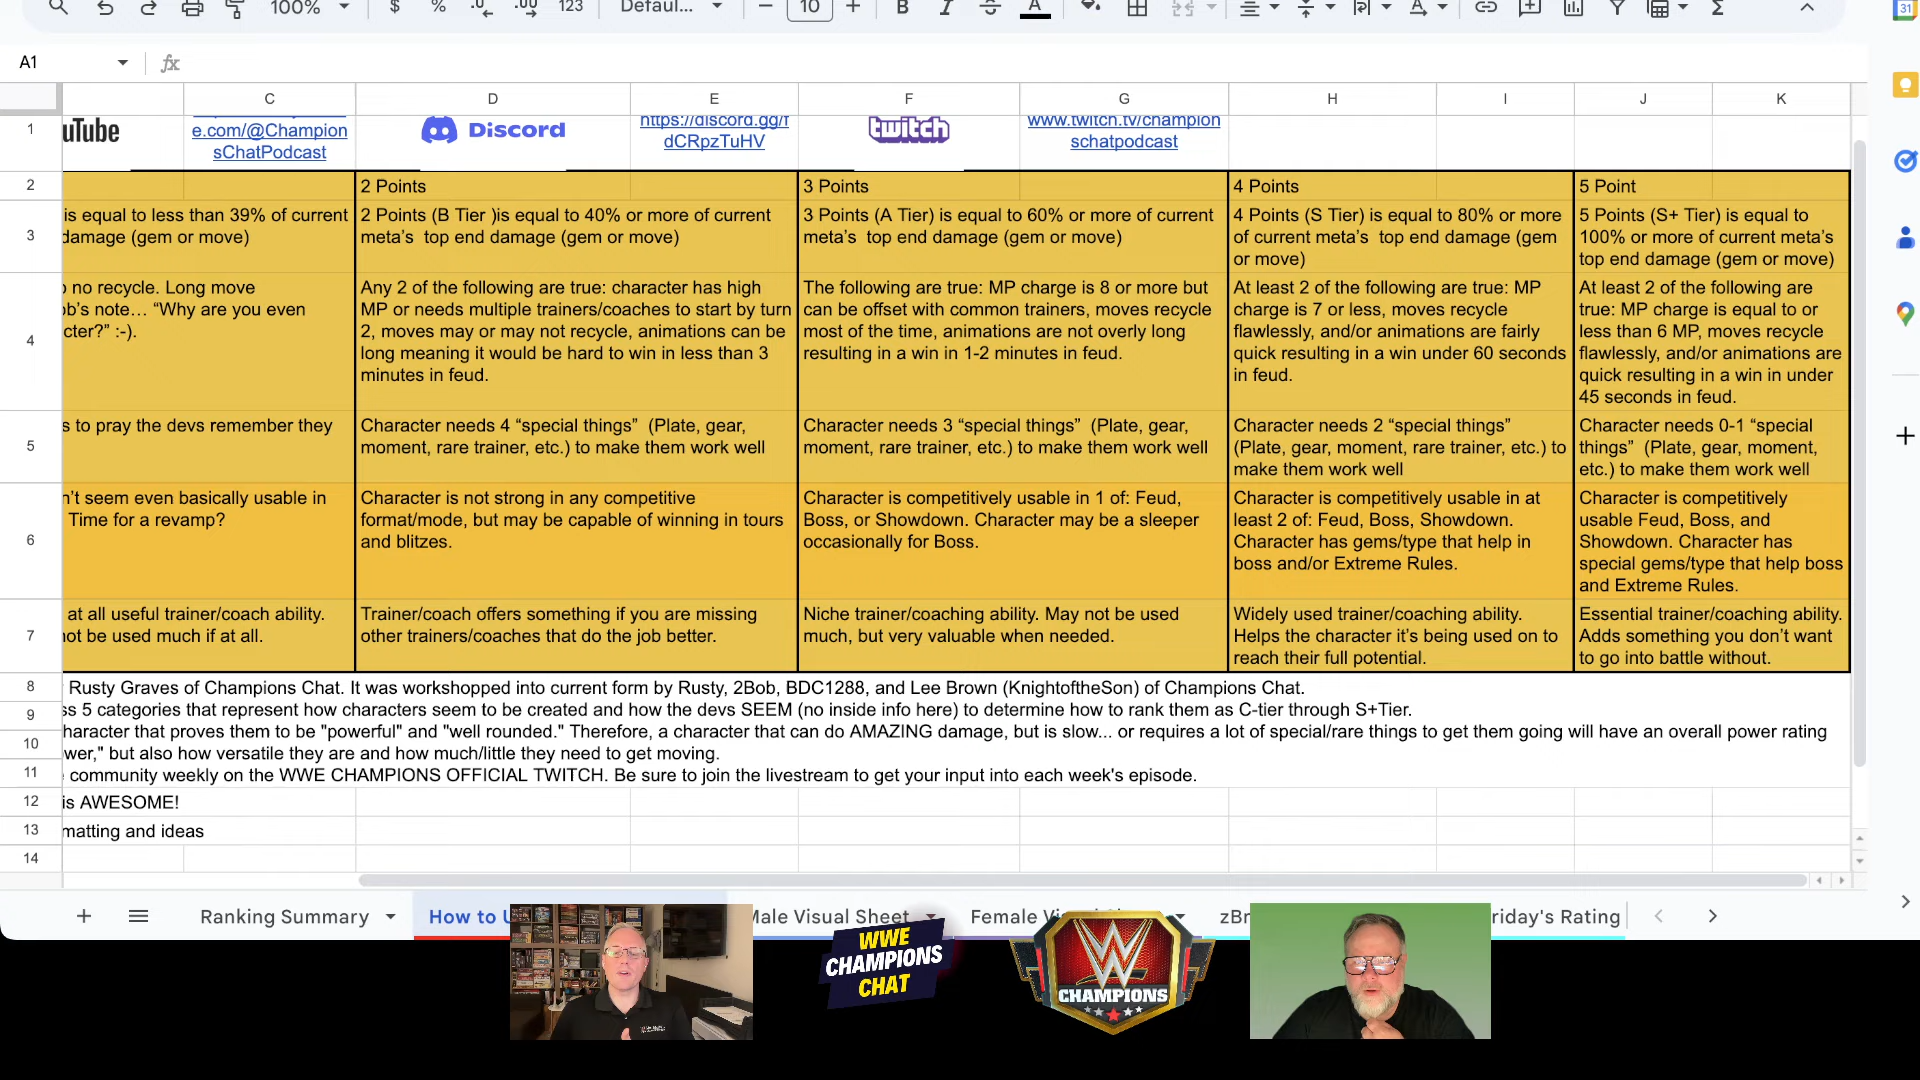 100%
$
%
.0
.00
123
Defaul...
10
B
I
A
31
A1
fx
C
D
E
F
G
H
I
J
K
1
uTube
e.com/@Champion
sChatPodcast
Discord
https://discord.gg/f
dCRpzTuHV
twitch
www.twitch.tv/champion
schatpodcast
2
2 Points
3 Points
4 Points
5 Point
3
is equal to less than 39% of current
damage (gem or move)
2 Points (B Tier )is equal to 40% or more of current
meta’s  top end damage (gem or move)
3 Points (A Tier) is equal to 60% or more of current
meta’s  top end damage (gem or move)
4 Points (S Tier) is equal to 80% or more
of current meta’s  top end damage (gem
or move)
5 Points (S+ Tier) is equal to
100% or more of current meta’s
top end damage (gem or move)
4
no recycle. Long move
ob’s note… “Why are you even
cter?” :-).
Any 2 of the following are true: character has high
MP or needs multiple trainers/coaches to start by turn
2, moves may or may not recycle, animations can be
long meaning it would be hard to win in less than 3
minutes in feud.
The following are true: MP charge is 8 or more but
can be offset with common trainers, moves recycle
most of the time, animations are not overly long
resulting in a win in 1-2 minutes in feud.
At least 2 of the following are true: MP
charge is 7 or less, moves recycle
flawlessly, and/or animations are fairly
quick resulting in a win under 60 seconds
in feud.
At least 2 of the following are
true: MP charge is equal to or
less than 6 MP, moves recycle
flawlessly, and/or animations are
quick resulting in a win in under
45 seconds in feud.
5
s to pray the devs remember they
Character needs 4 “special things”  (Plate, gear,
moment, rare trainer, etc.) to make them work well
Character needs 3 “special things”  (Plate, gear,
moment, rare trainer, etc.) to make them work well
Character needs 2 “special things”
(Plate, gear, moment, rare trainer, etc.) to
make them work well
Character needs 0-1 “special
things”  (Plate, gear, moment,
etc.) to make them work well
6
n’t seem even basically usable in
Time for a revamp?
Character is not strong in any competitive
format/mode, but may be capable of winning in tours
and blitzes.
Character is competitively usable in 1 of: Feud,
Boss, or Showdown. Character may be a sleeper
occasionally for Boss.
Character is competitively usable in at
least 2 of: Feud, Boss, Showdown.
Character has gems/type that help in
boss and/or Extreme Rules.
Character is competitively
usable Feud, Boss, and
Showdown. Character has
special gems/type that help boss
and Extreme Rules.
7
at all useful trainer/coach ability.
not be used much if at all.
Trainer/coach offers something if you are missing
other trainers/coaches that do the job better.
Niche trainer/coaching ability. May not be used
much, but very valuable when needed.
Widely used trainer/coaching ability.
Helps the character it’s being used on to
reach their full potential.
Essential trainer/coaching ability.
Adds something you don’t want
to go into battle without.
8
Rusty Graves of Champions Chat. It was workshopped into current form by Rusty, 2Bob, BDC1288, and Lee Brown (KnightoftheSon) of Champions Chat.
9
ss 5 categories that represent how characters seem to be created and how the devs SEEM (no inside info here) to determine how to rank them as C-tier through S+Tier.
10
haracter that proves them to be "powerful" and "well rounded." Therefore, a character that can do AMAZING damage, but is slow... or requires a lot of special/rare things to get them going will have an overall power rating
wer," but also how versatile they are and how much/little they need to get moving.
11
community weekly on the WWE CHAMPIONS OFFICIAL TWITCH. Be sure to join the livestream to get your input into each week's episode.
12
is AWESOME!
13
matting and ideas
14
Ranking Summary
How to U
Male Visual Sheet
Female Vi
zBr
riday's Rating
WWE
CHAMPIONS
CHAT
W
CHAMPIONS